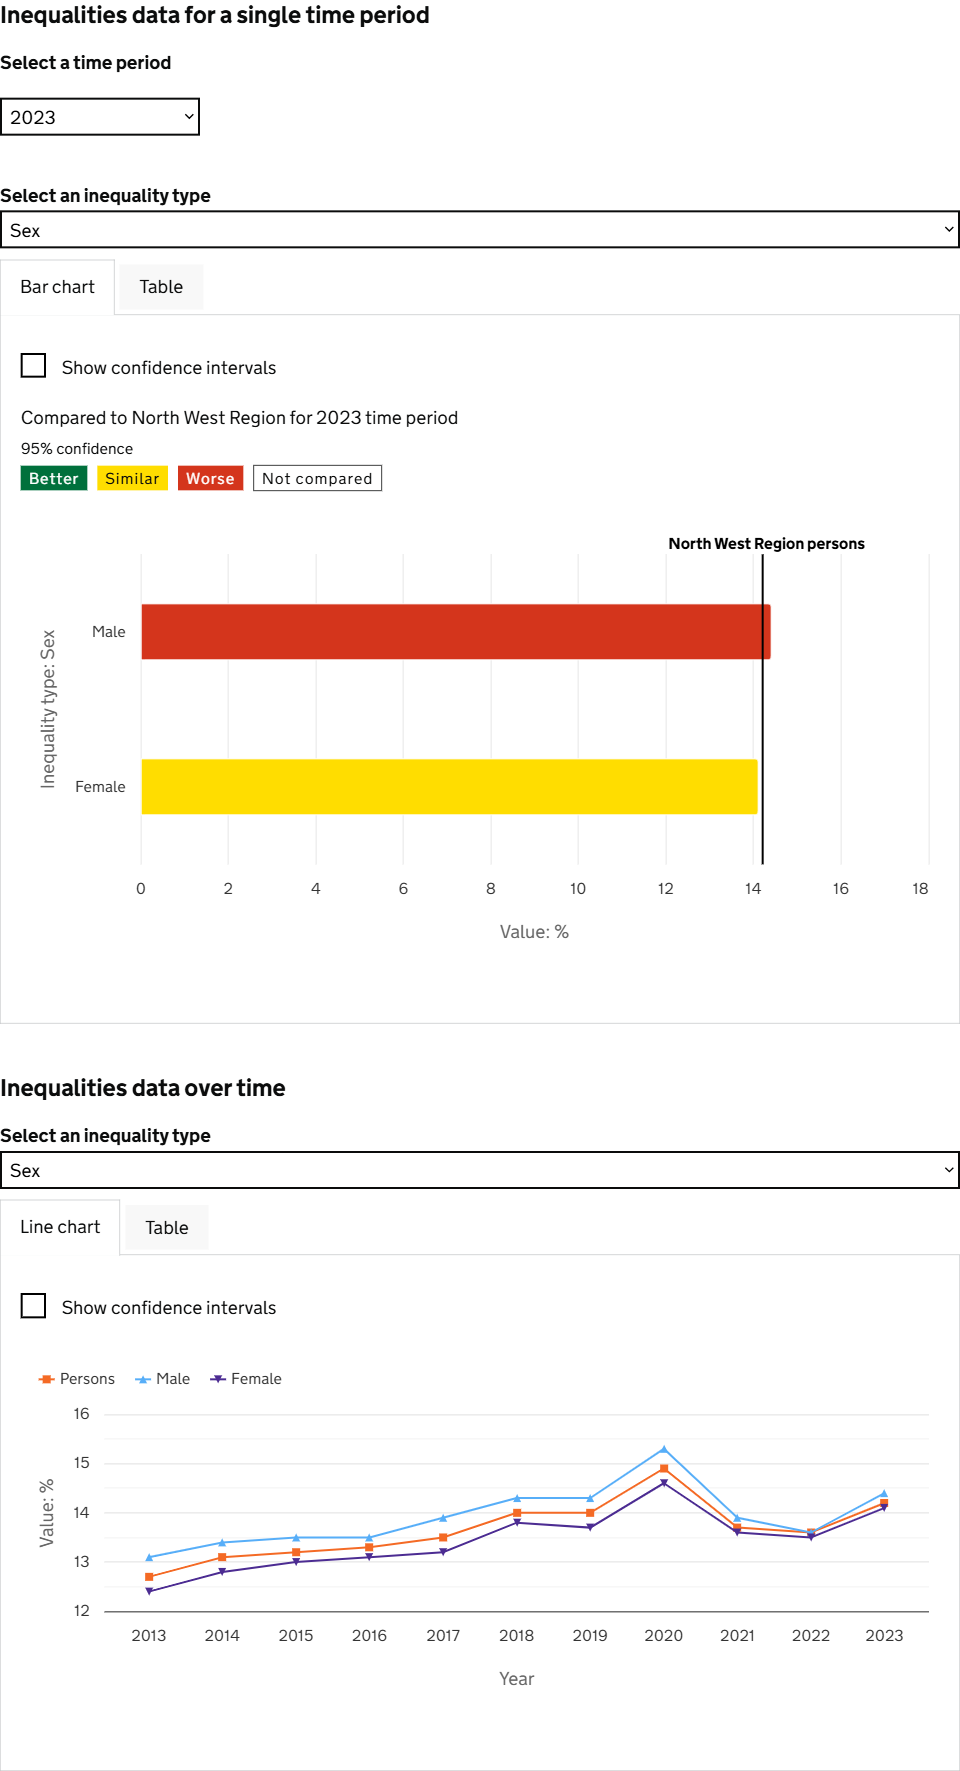 Inequalities data for a single time period
Select a time period
2023
Select an inequality type
Sex
Bar chart Table
Show confidence intervals
Compared to North West Region for 2023 time period
95% confidence
Better Similar Worse Not compared
North West Region persons
Inequality type: Sex
Male
Female
0 2 4 6 8 10 12 14 16 18
Value: %
Inequalities data over time
Select an inequality type
Sex
Line chart Table
Show confidence intervals
Persons Male Female
Value: %
16
15
14
13
12
2013 2014 2015 2016 2017 2018 2019 2020 2021 2022 2023
Year